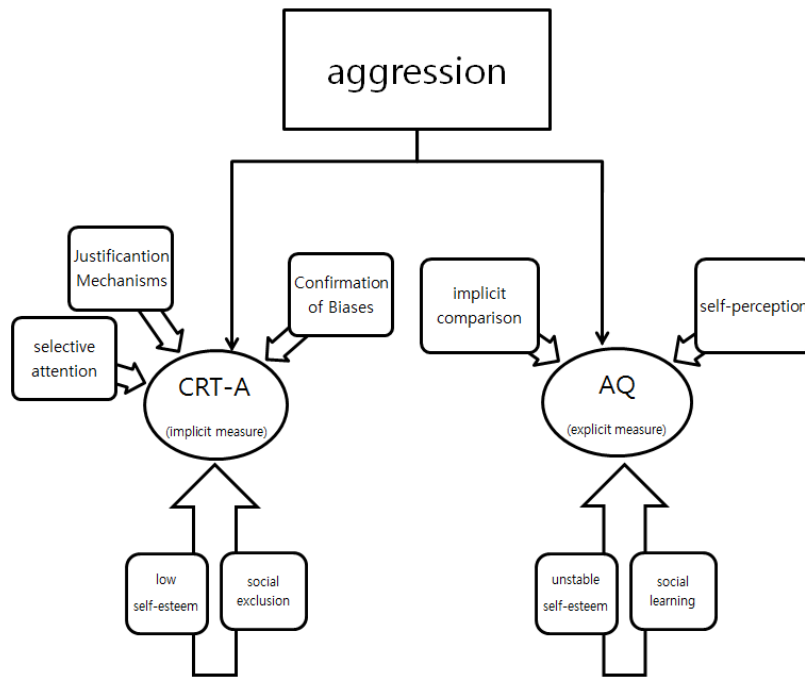 aggression
Justificantion
Mechanisms
Confirmation
of Biases
selective
attention
implicit
comparison
self-perception
CRT-A
(implicit measure)
AQ
(explicit measure)
low
self-esteem
social
exclusion
unstable
self-esteem
social
learning